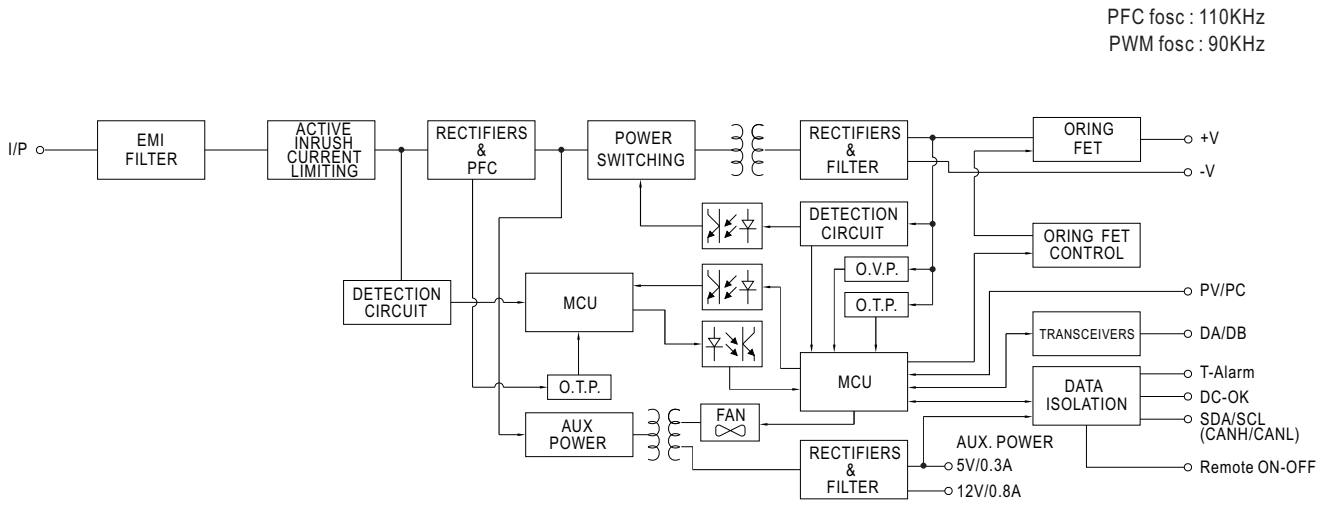 PFC fosc : 110KHz
PWM fosc : 90KHz
I/P
EMI
FILTER
ACTIVE
INRUSH
CURRENT
LIMITING
RECTIFIERS
&
PFC
POWER
SWITCHING
RECTIFIERS
&
FILTER
ORING
FET
+V
-V
DETECTION
CIRCUIT
ORING FET
CONTROL
O.V.P.
O.T.P.
DETECTION
CIRCUIT
MCU
PV/PC
TRANSCEIVERS
DA/DB
MCU
O.T.P.
DATA
ISOLATION
T-Alarm
DC-OK
SDA/SCL
(CANH/CANL)
Remote ON-OFF
AUX
POWER
FAN
RECTIFIERS
&
FILTER
AUX. POWER
5V/0.3A
12V/0.8A